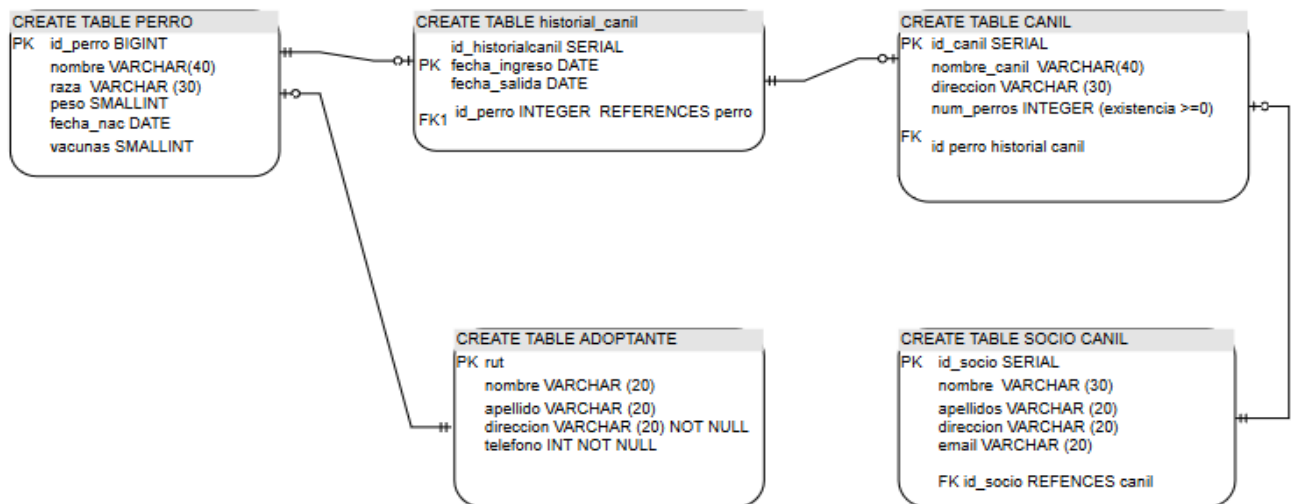 CREATE TABLE PERRO
PK id_perro BIGINT
nombre VARCHAR(40)
raza VARCHAR (30)
peso SMALLINT
fecha_nac DATE
vacunas SMALLINT
CREATE TABLE historial_canil
id_historialcanil SERIAL
PK fecha_ingreso DATE
fecha_salida DATE
FK1 id_perro INTEGER REFERENCES perro
CREATE TABLE CANIL
PK id_canil SERIAL
nombre_canil VARCHAR(40)
direccion VARCHAR (30)
num_perros INTEGER (existencia >=0)
FK
id perro historial canil
CREATE TABLE ADOPTANTE
PK rut
nombre VARCHAR (20)
apellido VARCHAR (20)
direccion VARCHAR (20) NOT NULL
telefono INT NOT NULL
CREATE TABLE SOCIO CANIL
PK id_socio SERIAL
nombre VARCHAR (30)
apellidos VARCHAR (20)
direccion VARCHAR (20)
email VARCHAR (20)
FK id_socio REFENCES canil